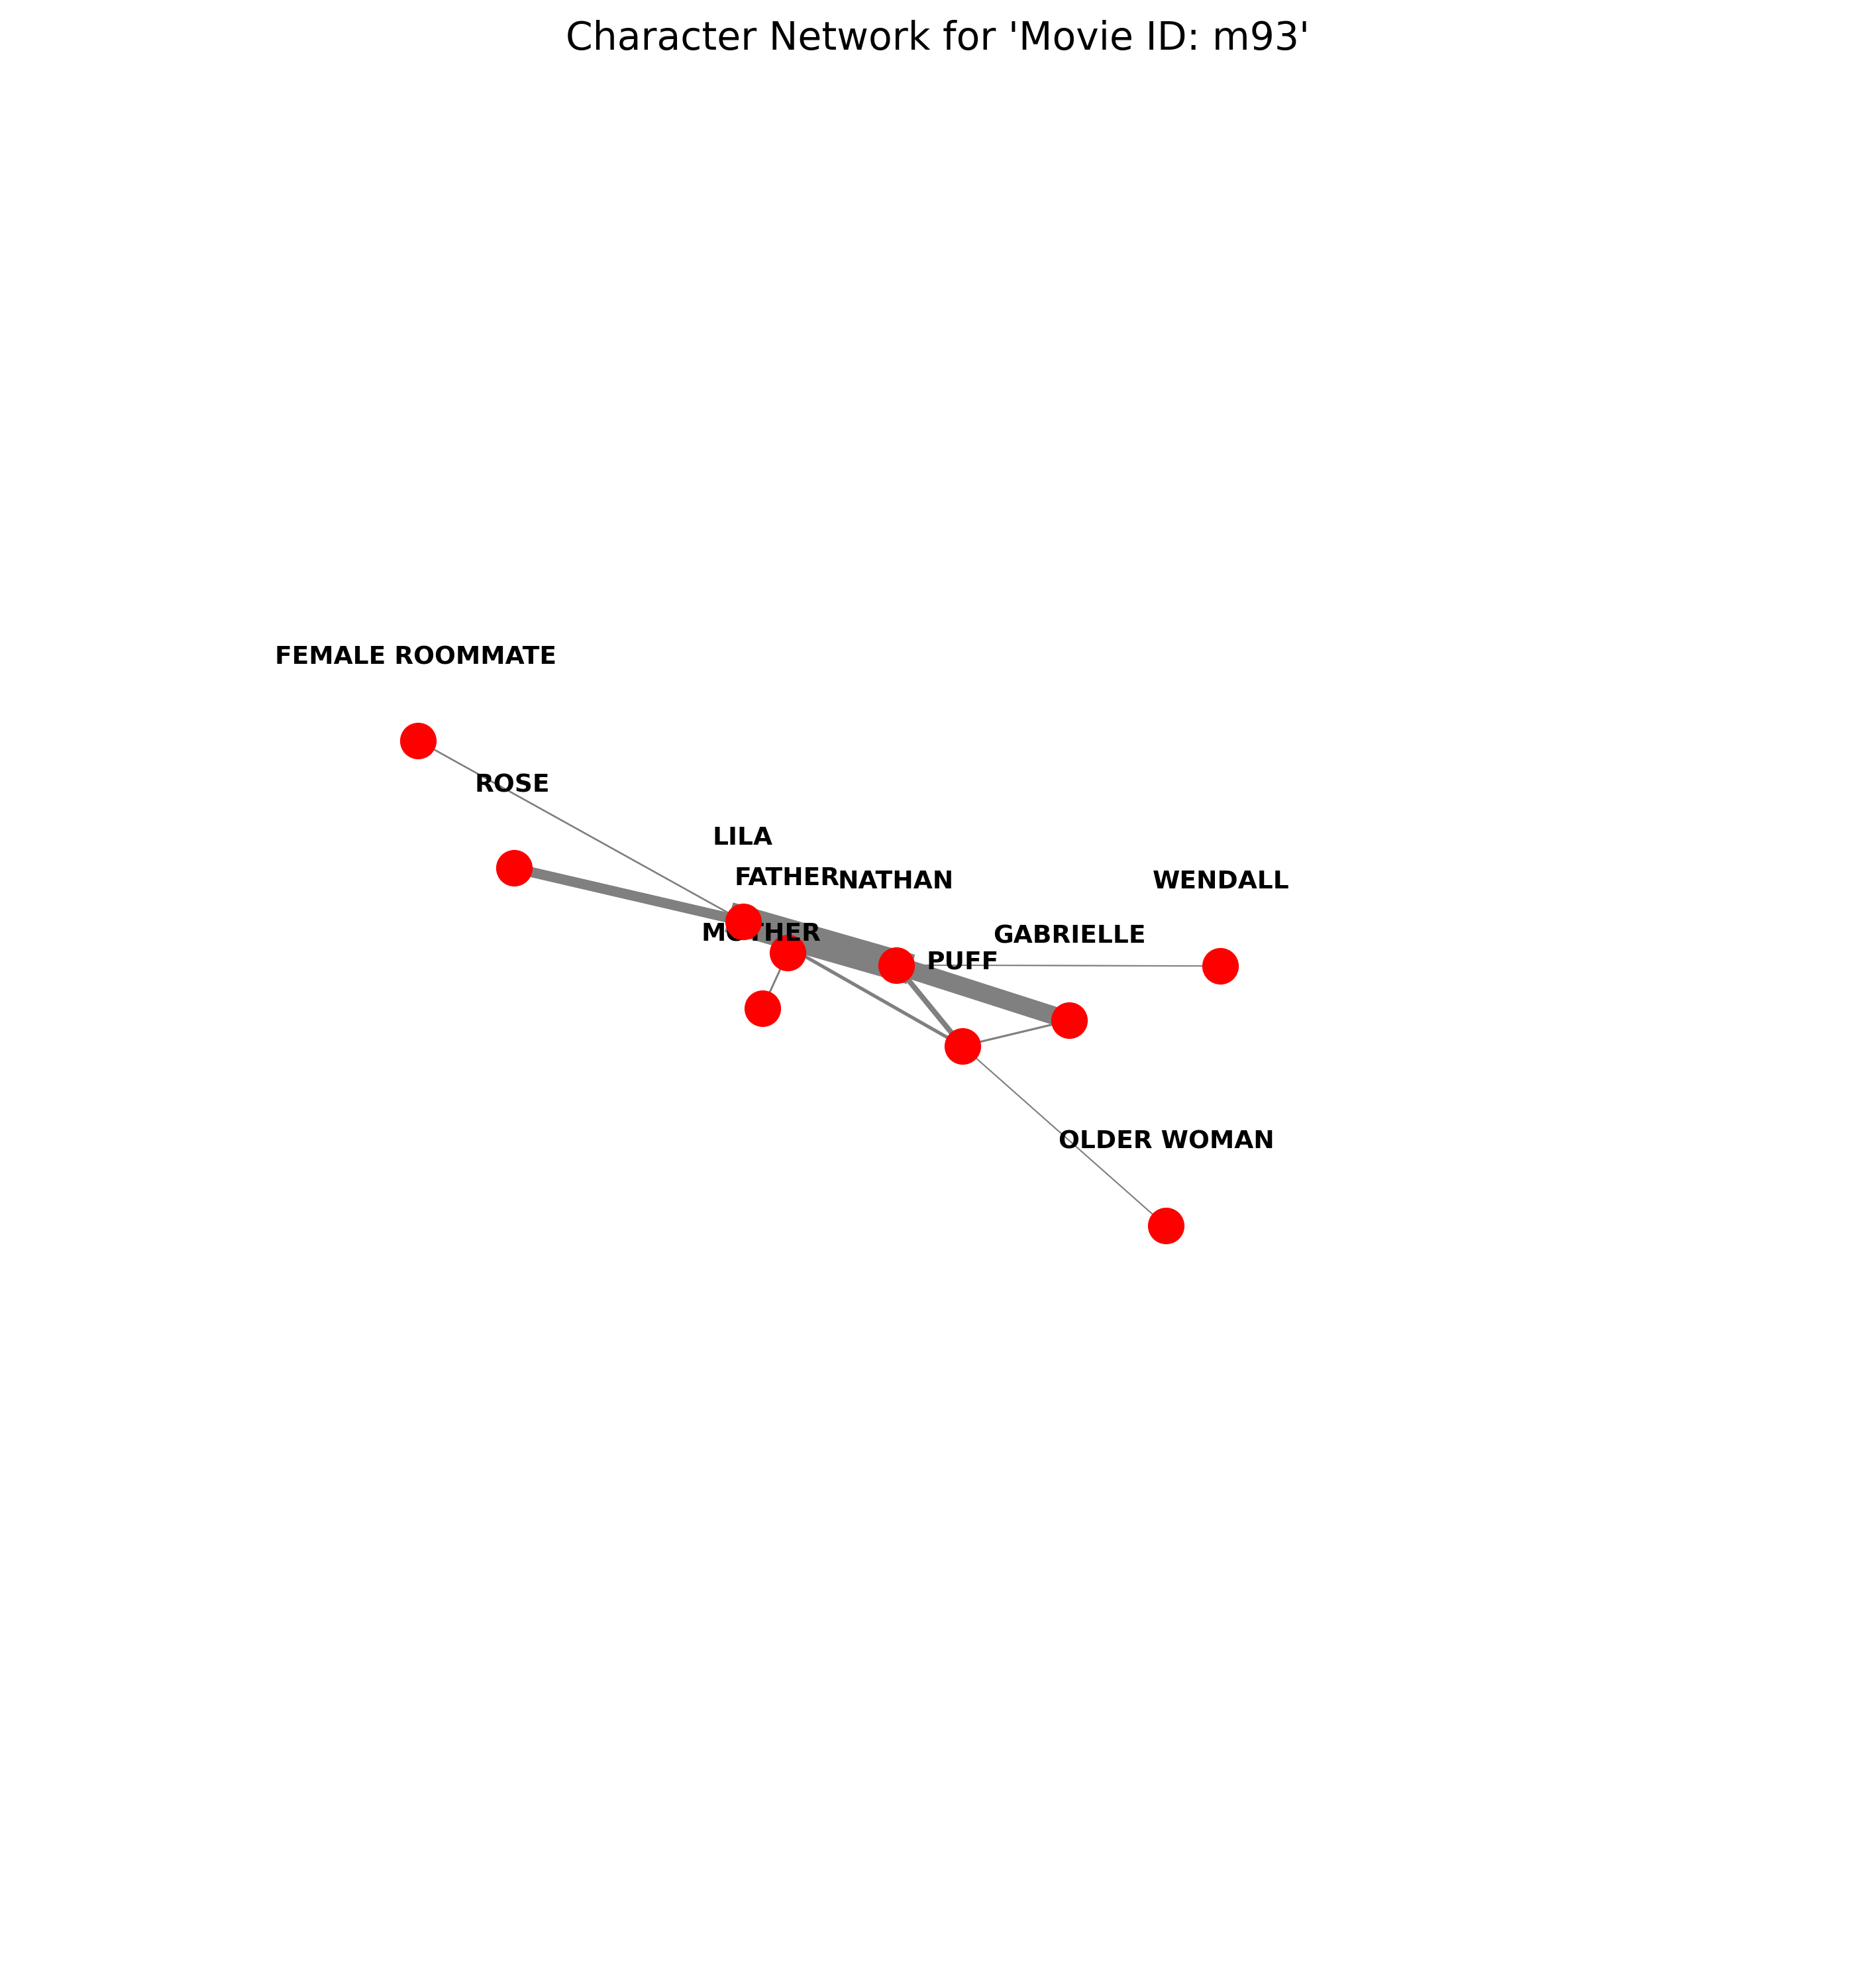 Character Network for 'Movie ID: m93'
FEMALE ROOMMATE
ROSE
LILA
FATHER
NATHAN
WENDALL
MOTHER
GABRIELLE
PUFF
OLDER WOMAN